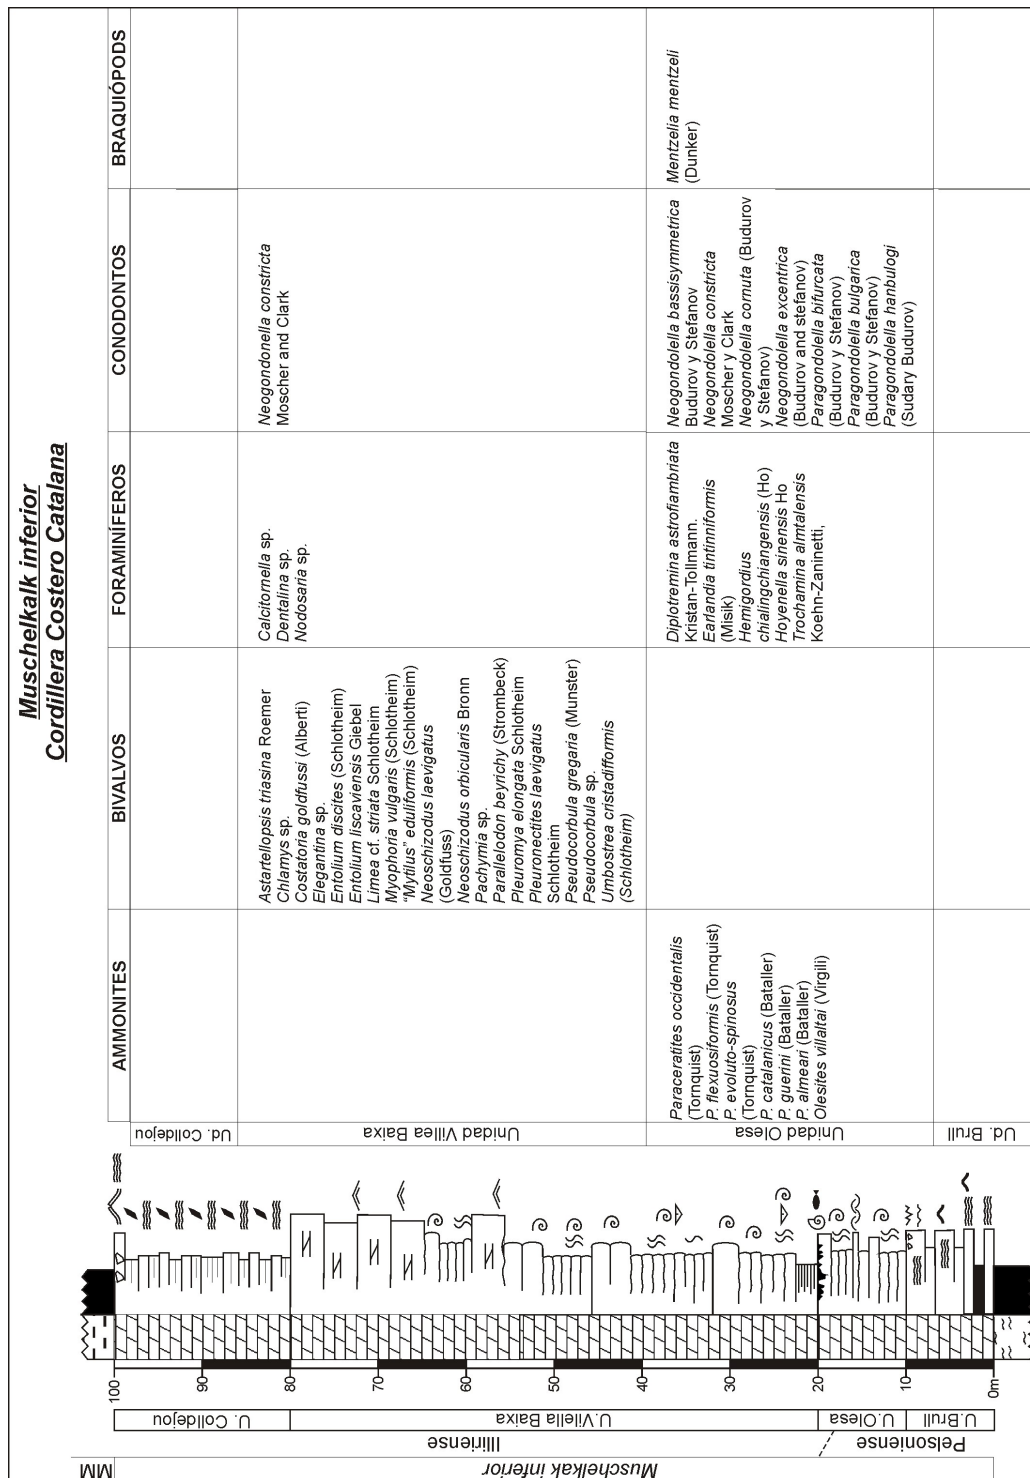 Muschelkalk inferior
Cordillera Costero Catalana
AMMONITES
BIVALVOS
FORAMINÍFEROS
CONODONTOS
BRAQUIÓPODS
Ud. Colldejou
Unidad Villea Baixa
Astartellopsis triasina Roemer
Chlamys sp.
Costatoria goldfussi (Alberti)
Elegantina sp.
Entolium discites (Schlotheim)
Entolium liscaviensis Giebel
Limea cf. striata Schlotheim
Myophoria vulgaris (Schlotheim)
"Mytilus" eduliformis (Schlotheim)
Neoschizodus laevigatus
(Goldfuss)
Neoschizodus orbicularis Bronn
Pachymia sp.
Parallelodon beyrichy (Strombeck)
Pleuromya elongata Schlotheim
Pleuronectites laevigatus
Schlotheim
Pseudocorbula gregaria (Munster)
Pseudocorbula sp.
Umbostrea cristadifformis
(Schlotheim)
Calcitornella sp.
Dentalina sp.
Nodosaria sp.
Neogondonella constricta
Moscher and Clark
Unidad Olesa
Paraceratites occidentalis
(Tornquist)
P. flexuosiformis (Tornquist)
P. evoluto-spinosus
(Tornquist)
P. catalanicus (Bataller)
P. guerini (Bataller)
P. almeari (Bataller)
Olesites villaltai (Virgili)
Diplotremina astrofiambriata
Kristan-Tollmann.
Earlandia tintinniformis
(Misik)
Hemigordius
chialingchiangensis (Ho)
Hoyenella sinensis Ho
Trochamina almtalensis
Koehn-Zaninetti,
Neogondolella bassisymmetrica
Budurov y Stefanov
Neogondolella constricta
Moscher y Clark
Neogondolella cornuta (Budurov
y Stefanov)
Neogondolella excentrica
(Budurov and stefanov)
Paragondolella bifurcata
(Budurov y Stefanov)
Paragondolella bulgarica
(Budurov y Stefanov)
Paragondolella hanbulogi
(Sudary Budurov)
Mentzelia mentzeli
(Dunker)
Ud. Brull
100
90
80
70
60
50
40
30
20
10
0m
U. Colldejou
U.Vilella Baixa
U.Olesa
U.Brull
Illiriense
Pelsoniense
MM
Muschelkak inferior